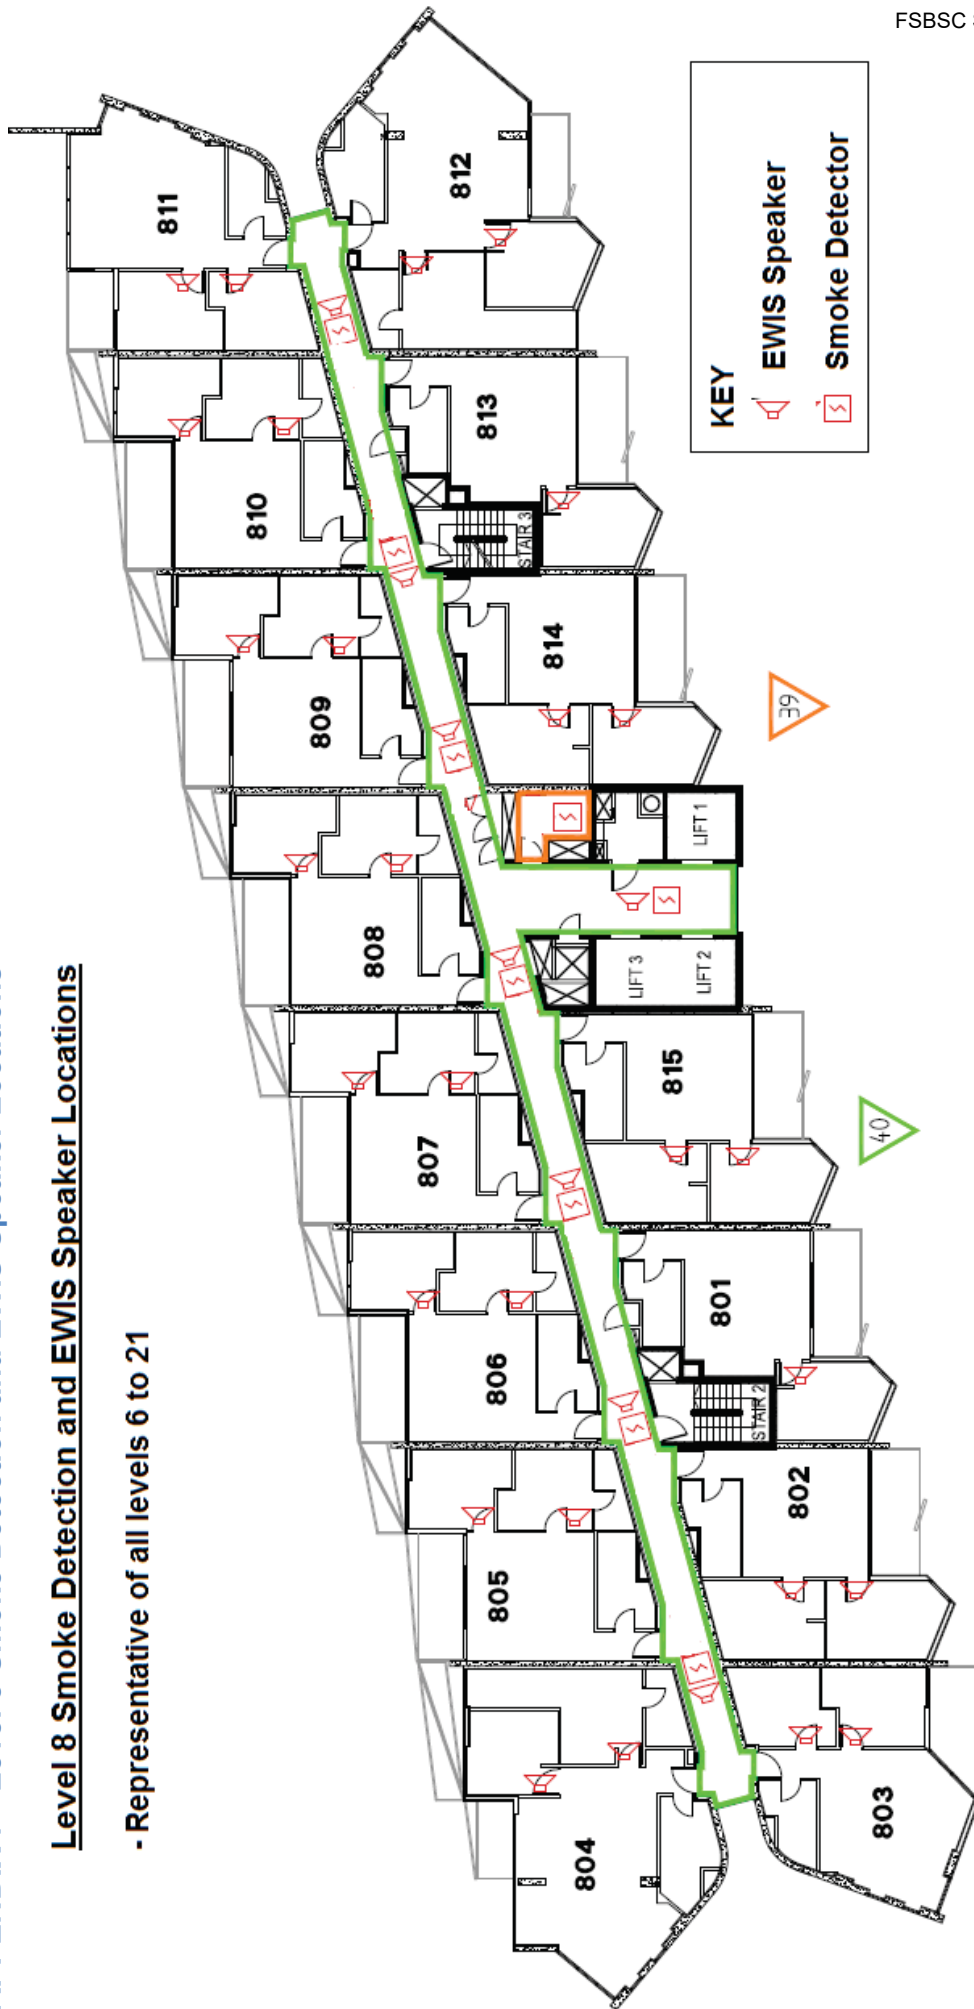 FSBSC
Level 8 Smoke Detection and EWIS Speaker Locations
- Representative of all levels 6 to 21
811
812
810
813
STAIR 3
809
814
808
LIFT 1
LIFT 3
LIFT 2
807
815
806
801
STAIR 2
805
802
804
803
39
40
KEY
EWIS Speaker
Smoke Detector